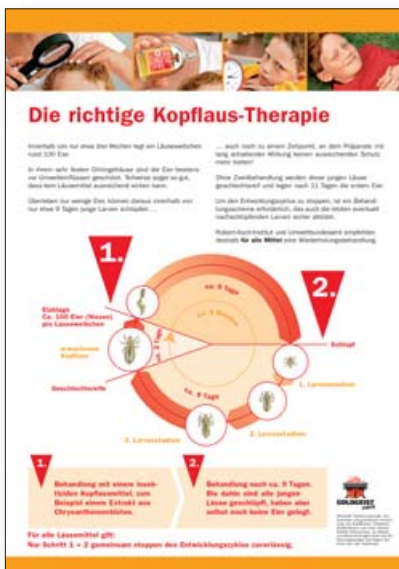 Die richtige Kopflaus-Therapie
Innerhalb von nur etwa drei Wochen legt ein Läuseweibchen
rund 100 Eier.
In ihrem sehr festen Chitingehäuse sind die Eier bestens
vor Umwelteinflüssen geschützt. Teilweise sogar so gut,
dass kein Läusemittel ausreichend wirken kann.
Überleben nur wenige Eier, können daraus innerhalb von
nur etwa 9 Tagen junge Larven schlüpfen ...
... auch noch zu einem Zeitpunkt, an dem Präparate mit
lang anhaltender Wirkung keinen ausreichenden Schutz
mehr bieten!
Ohne Zweitbehandlung werden diese jungen Läuse
geschlechtsreif und legen nach 11 Tagen die ersten Eier.
Um den Entwicklungszyklus zu stoppen, ist ein Behand-
lungsschema erforderlich, das auch die letzten eventuell
nachschlüpfenden Larven sicher abtötet.
Robert-Koch-Institut und Umweltbundesamt empfehlen
deshalb für alle Mittel eine Wiederholungsbehandlung.
1.
2.
Eiablage
Ca. 100 Eier (Nissen)
pro Läuseweibchen
erwachsene
Kopflaus
Geschlechtsreife
ca. 9 Tage
ca. 3 Wochen
ca. 2 Tage
ca. 9 Tage
Schlupf
1. Larvenstadium
2. Larvenstadium
3. Larvenstadium
1.
Behandlung mit einem insek-
tiziden Kopflausmittel, zum
Beispiel einem Extrakt aus
Chrysanthemenblüten.
2.
Behandlung nach ca. 9 Tagen.
Bis dahin sind alle jungen
Läuse geschlüpft, haben aber
selbst noch keine Eier gelegt.
Für alle Läusemittel gilt:
Nur Schritt 1 + 2 gemeinsam stoppen den Entwicklungszyklus zuverlässig.
GOLDGEIST
forte